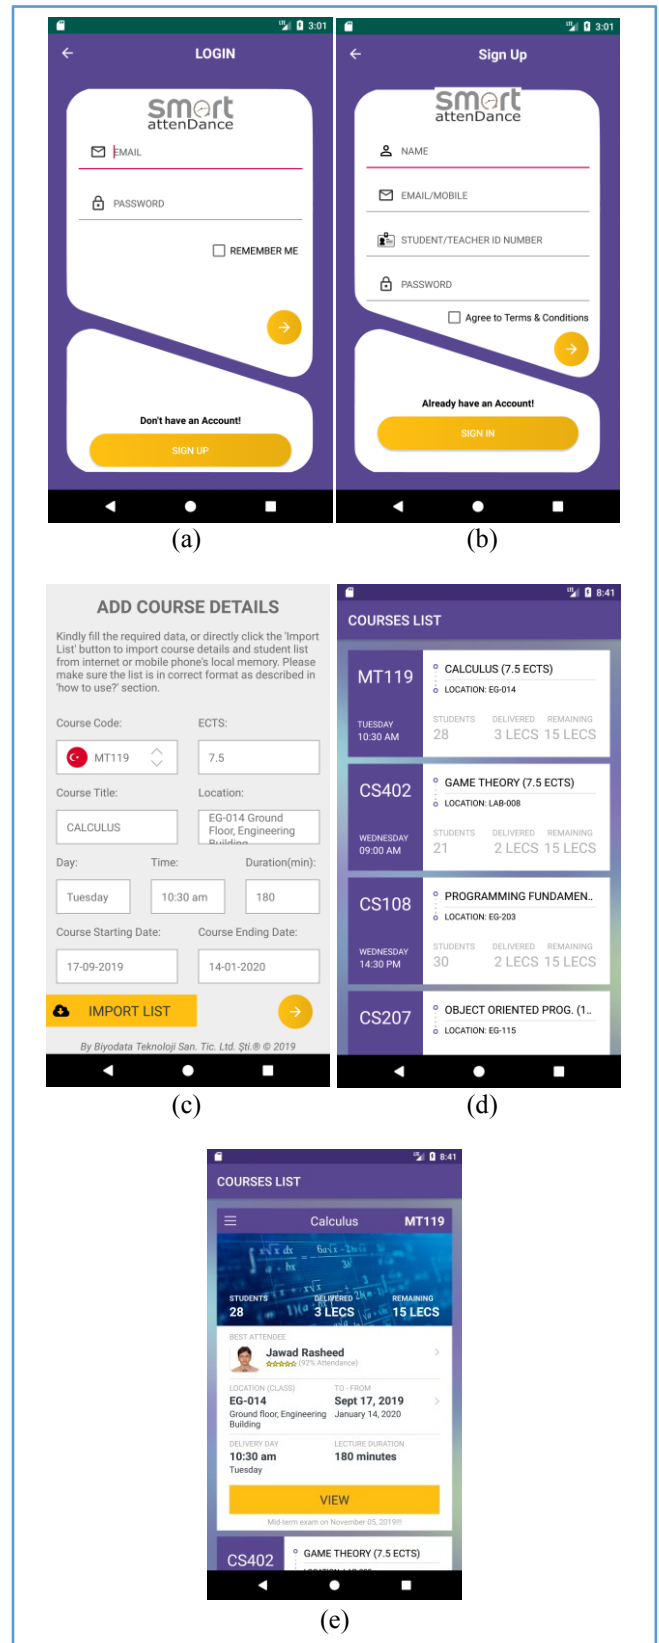 3:01
LOGIN
smart
attenDance
EMAIL
PASSWORD
REMEMBER ME
Don't have an Account!
SIGN UP
(a)
3:01
Sign Up
smart
attenDance
NAME
EMAIL/MOBILE
STUDENT/TEACHER ID NUMBER
PASSWORD
Agree to Terms & Conditions
Already have an Account!
SIGN IN
(b)
ADD COURSE DETAILS
Kindly fill the required data, or directly click the 'Import
List' button to import course details and student list
from internet or mobile phone's local memory. Please
make sure the list is in correct format as described in
'how to use?' section.
Course Code: ECTS:
MT119 7.5
Course Title: Location:
CALCULUS
EG-014 Ground
Floor, Engineering
Building
Day: Time: Duration(min):
Tuesday 10:30 am 180
Course Starting Date: Course Ending Date:
17-09-2019 14-01-2020
IMPORT LIST
By Biyodata Teknoloji San. Tic. Ltd. Şti.® © 2019
(c)
8:41
COURSES LIST
MT119
TUESDAY
10:30 AM
CALCULUS (7.5 ECTS)
LOCATION: EG-014
STUDENTS DELIVERED REMAINING
28 3 LECS 15 LECS
CS402
WEDNESDAY
09:00 AM
GAME THEORY (7.5 ECTS)
LOCATION: LAB-008
STUDENTS DELIVERED REMAINING
21 2 LECS 15 LECS
CS108
WEDNESDAY
14:30 PM
PROGRAMMING FUNDAMEN..
LOCATION: EG-203
STUDENTS DELIVERED REMAINING
30 2 LECS 15 LECS
CS207
OBJECT ORIENTED PROG. (1..
LOCATION: EG-115
(d)
8:41
COURSES LIST
Calculus MT119
STUDENTS DELIVERED REMAINING
28 3 LECS 15 LECS
BEST ATTENDEE
Jawad Rasheed
(92% Attendance)
LOCATION (CLASS) TO - FROM
EG-014 Sept 17, 2019
Ground floor, Engineering January 14, 2020
Building
DELIVERY DAY LECTURE DURATION
10:30 am 180 minutes
Tuesday
VIEW
Mid-term exam on November 05, 2019!!!
CS402
GAME THEORY (7.5 ECTS)
(e)